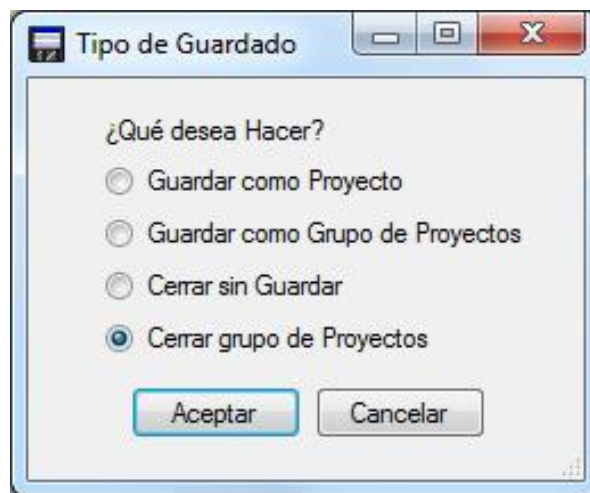 Tipo de Guardado
¿Qué desea Hacer?
Guardar como Proyecto
Guardar como Grupo de Proyectos
Cerrar sin Guardar
Cerrar grupo de Proyectos
Aceptar Cancelar